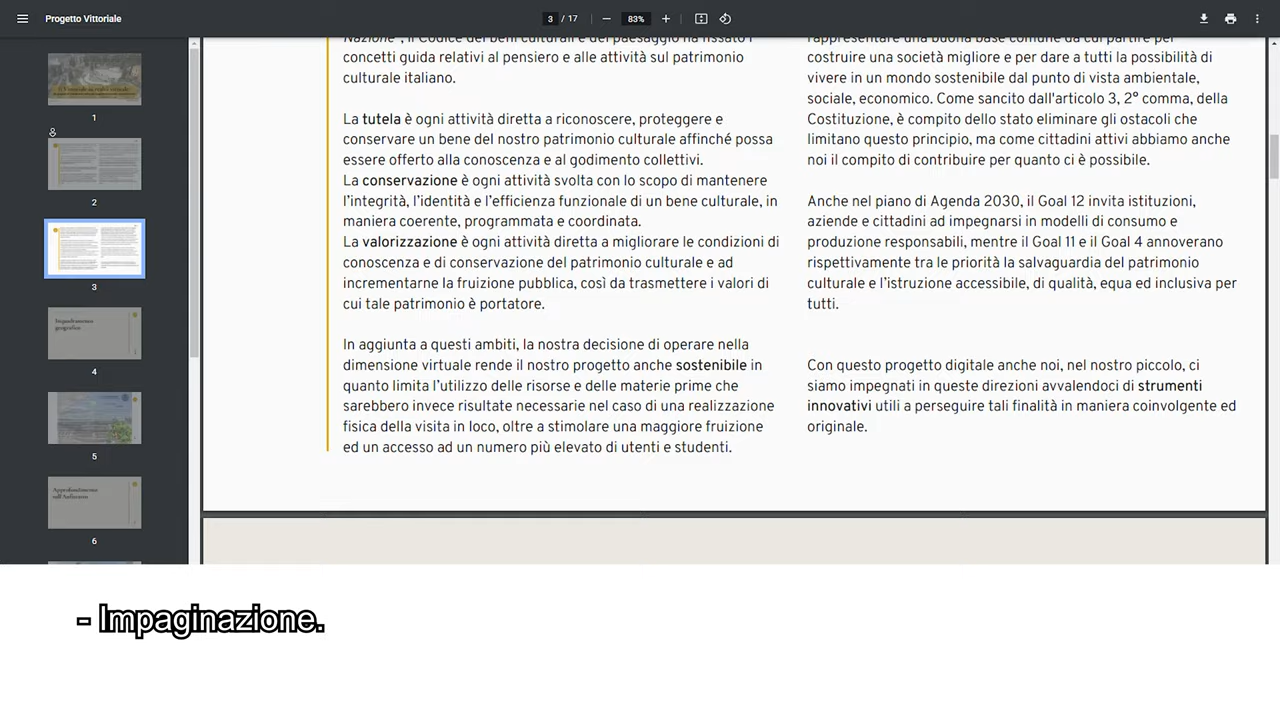 Progetto Vittoriale
3 / 17
83%
1
2
3
Inquadramento
geografico
4
5
Approfondimento
sull'Anfiteatro
6
concetti guida relativi al pensiero e alle attività sul patrimonio
culturale italiano.
La tutela è ogni attività diretta a riconoscere, proteggere e
conservare un bene del nostro patrimonio culturale affinché possa
essere offerto alla conoscenza e al godimento collettivi.
La conservazione è ogni attività svolta con lo scopo di mantenere
l'integrità, l'identità e l'efficienza funzionale di un bene culturale, in
maniera coerente, programmata e coordinata.
La valorizzazione è ogni attività diretta a migliorare le condizioni di
conoscenza e di conservazione del patrimonio culturale e ad
incrementarne la fruizione pubblica, così da trasmettere i valori di
cui tale patrimonio è portatore.
In aggiunta a questi ambiti, la nostra decisione di operare nella
dimensione virtuale rende il nostro progetto anche sostenibile in
quanto limita l'utilizzo delle risorse e delle materie prime che
sarebbero invece risultate necessarie nel caso di una realizzazione
fisica della visita in loco, oltre a stimolare una maggiore fruizione
ed un accesso ad un numero più elevato di utenti e studenti.
rappresentare una buona base comune da cui partire per
costruire una società migliore e per dare a tutti la possibilità di
vivere in un mondo sostenibile dal punto di vista ambientale,
sociale, economico. Come sancito dall'articolo 3, 2° comma, della
Costituzione, è compito dello stato eliminare gli ostacoli che
limitano questo principio, ma come cittadini attivi abbiamo anche
noi il compito di contribuire per quanto ci è possibile.
Anche nel piano di Agenda 2030, il Goal 12 invita istituzioni,
aziende e cittadini ad impegnarsi in modelli di consumo e
produzione responsabili, mentre il Goal 11 e il Goal 4 annoverano
rispettivamente tra le priorità la salvaguardia del patrimonio
culturale e l'istruzione accessibile, di qualità, equa ed inclusiva per
tutti.
Con questo progetto digitale anche noi, nel nostro piccolo, ci
siamo impegnati in queste direzioni avvalendoci di strumenti
innovativi utili a perseguire tali finalità in maniera coinvolgente ed
originale.
- Impaginazione.